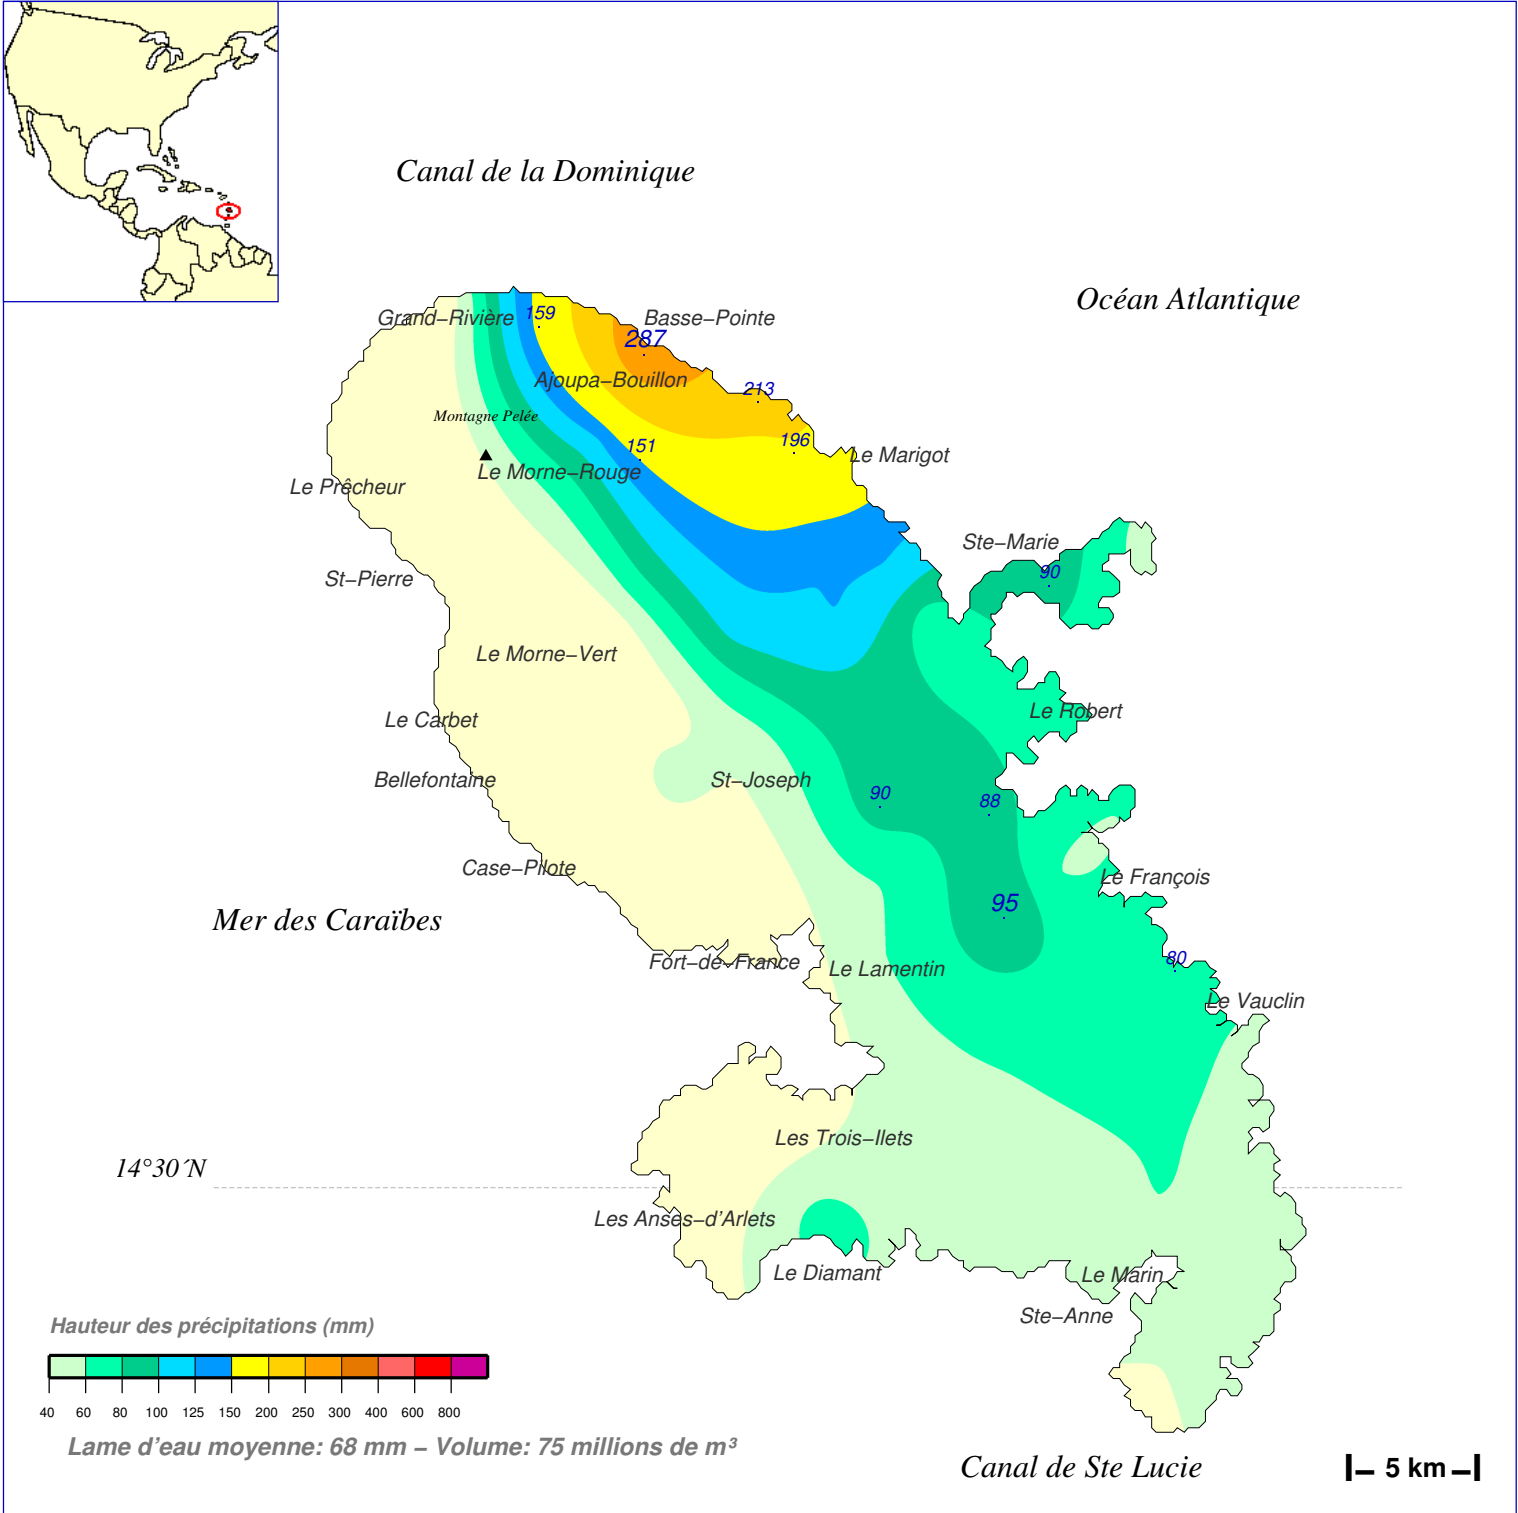 Canal de la Dominique
Océan Atlantique
Grand−Rivière
159
Basse−Pointe
287
Ajoupa−Bouillon
213
Montagne Pelée
151
196
Le Marigot
Le Morne−Rouge
Le Prêcheur
Ste−Marie
90
St−Pierre
Le Morne−Vert
Le Carbet
Le Robert
Bellefontaine
St−Joseph
90
88
Case−Pilote
Le François
95
Mer des Caraïbes
80
Fort−de−France
Le Lamentin
Le Vauclin
Les Trois−Ilets
14°30´N
Les Anses−d'Arlets
Le Diamant
Le Marin
Ste−Anne
Hauteur des précipitations (mm)
40 60 80 100 125 150 200 250 300 400 600 800
Lame d'eau moyenne: 68 mm − Volume: 75 millions de m³
Canal de Ste Lucie
5 km